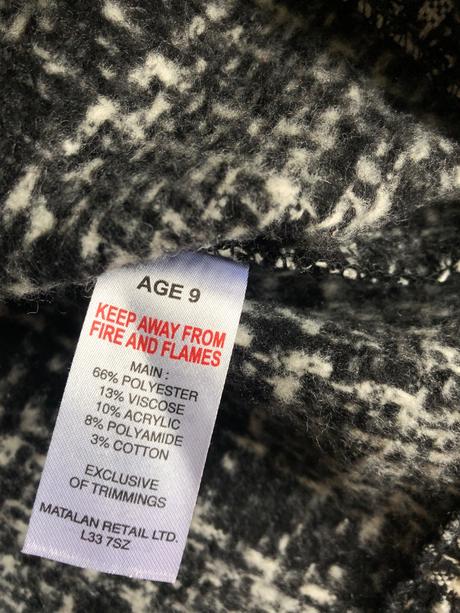 AGE 9
KEEP AWAY FROM
FIRE AND FLAMES
MAIN :
66% POLYESTER
13% VISCOSE
10% ACRYLIC
8% POLYAMIDE
3% COTTON
EXCLUSIVE
OF TRIMMINGS
MATALAN RETAIL LTD.
L33 7SZ